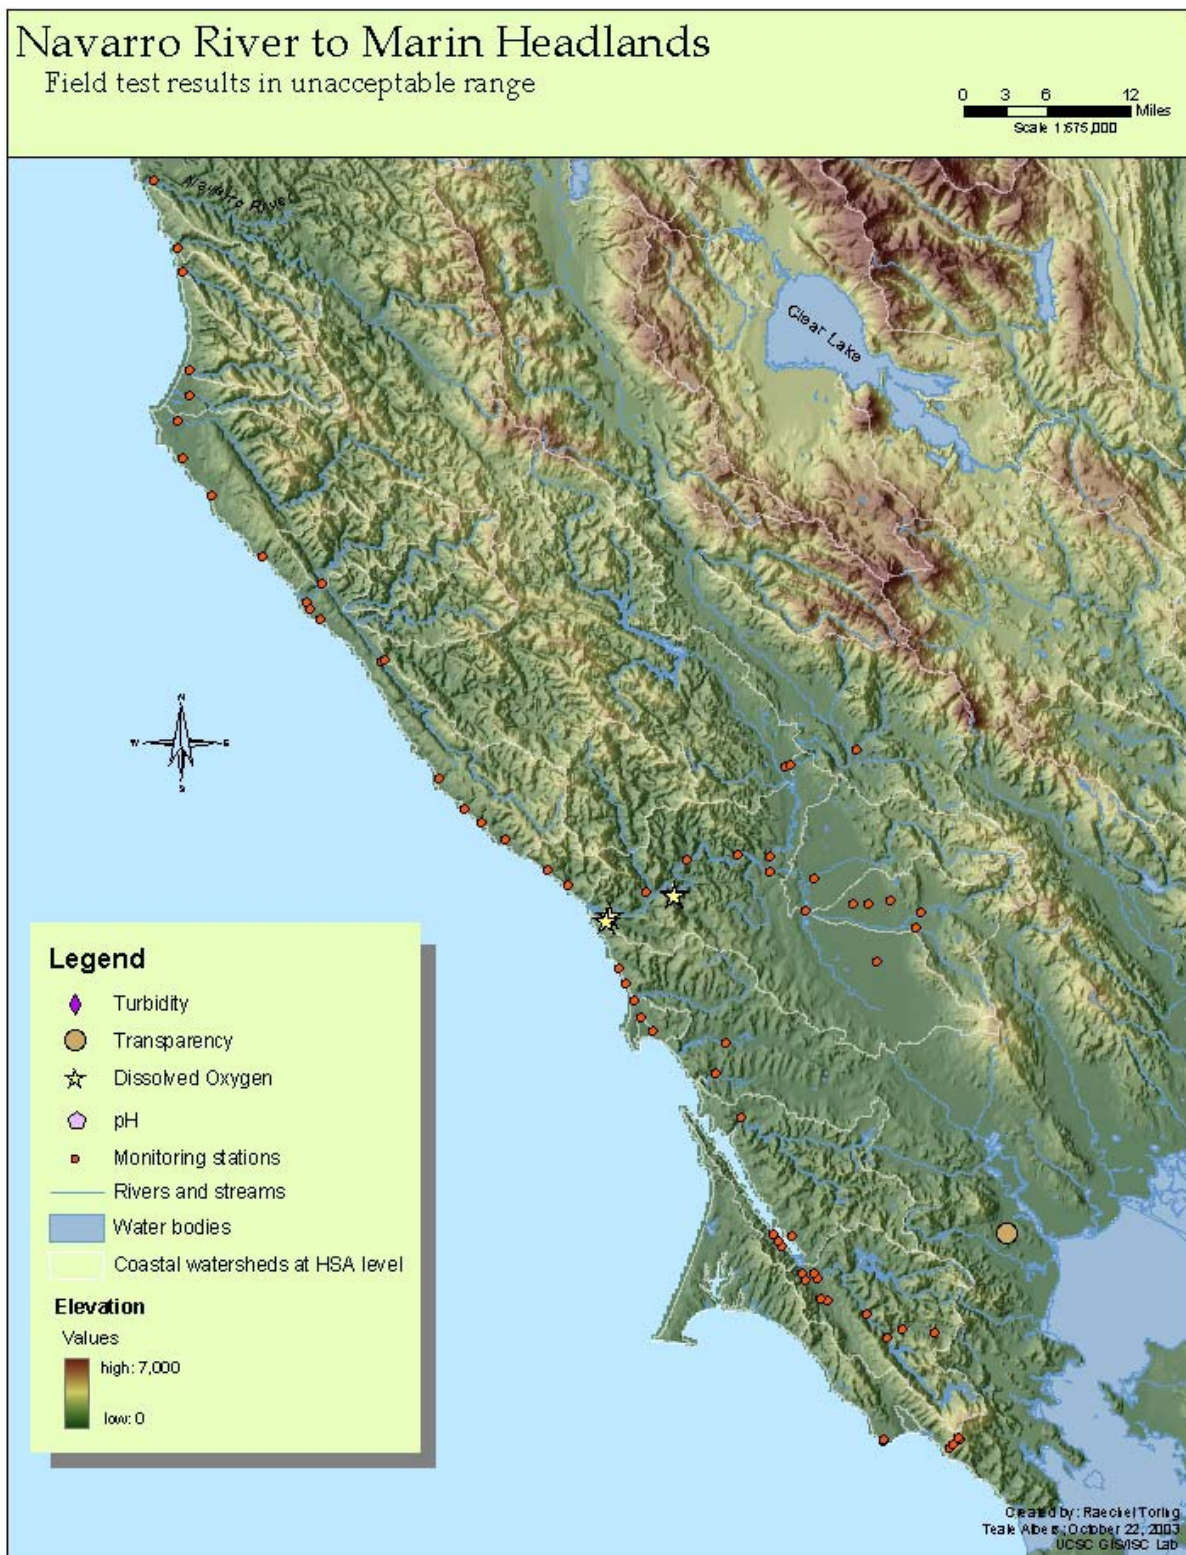 Navarro River to Marin Headlands
Field test results in unacceptable range
0 3 6 12
Miles
Scale 1:675,000
Navarro River
Clear Lake
N
W E
S
Legend
Turbidity
Transparency
Dissolved Oxygen
pH
Monitoring stations
Rivers and streams
Water bodies
Coastal watersheds at HSA level
Elevation
Values
high: 7,000
low: 0
Created by: Raechel Toring
Teale Albers; October 22, 2003
UCSC GIS/ISC Lab